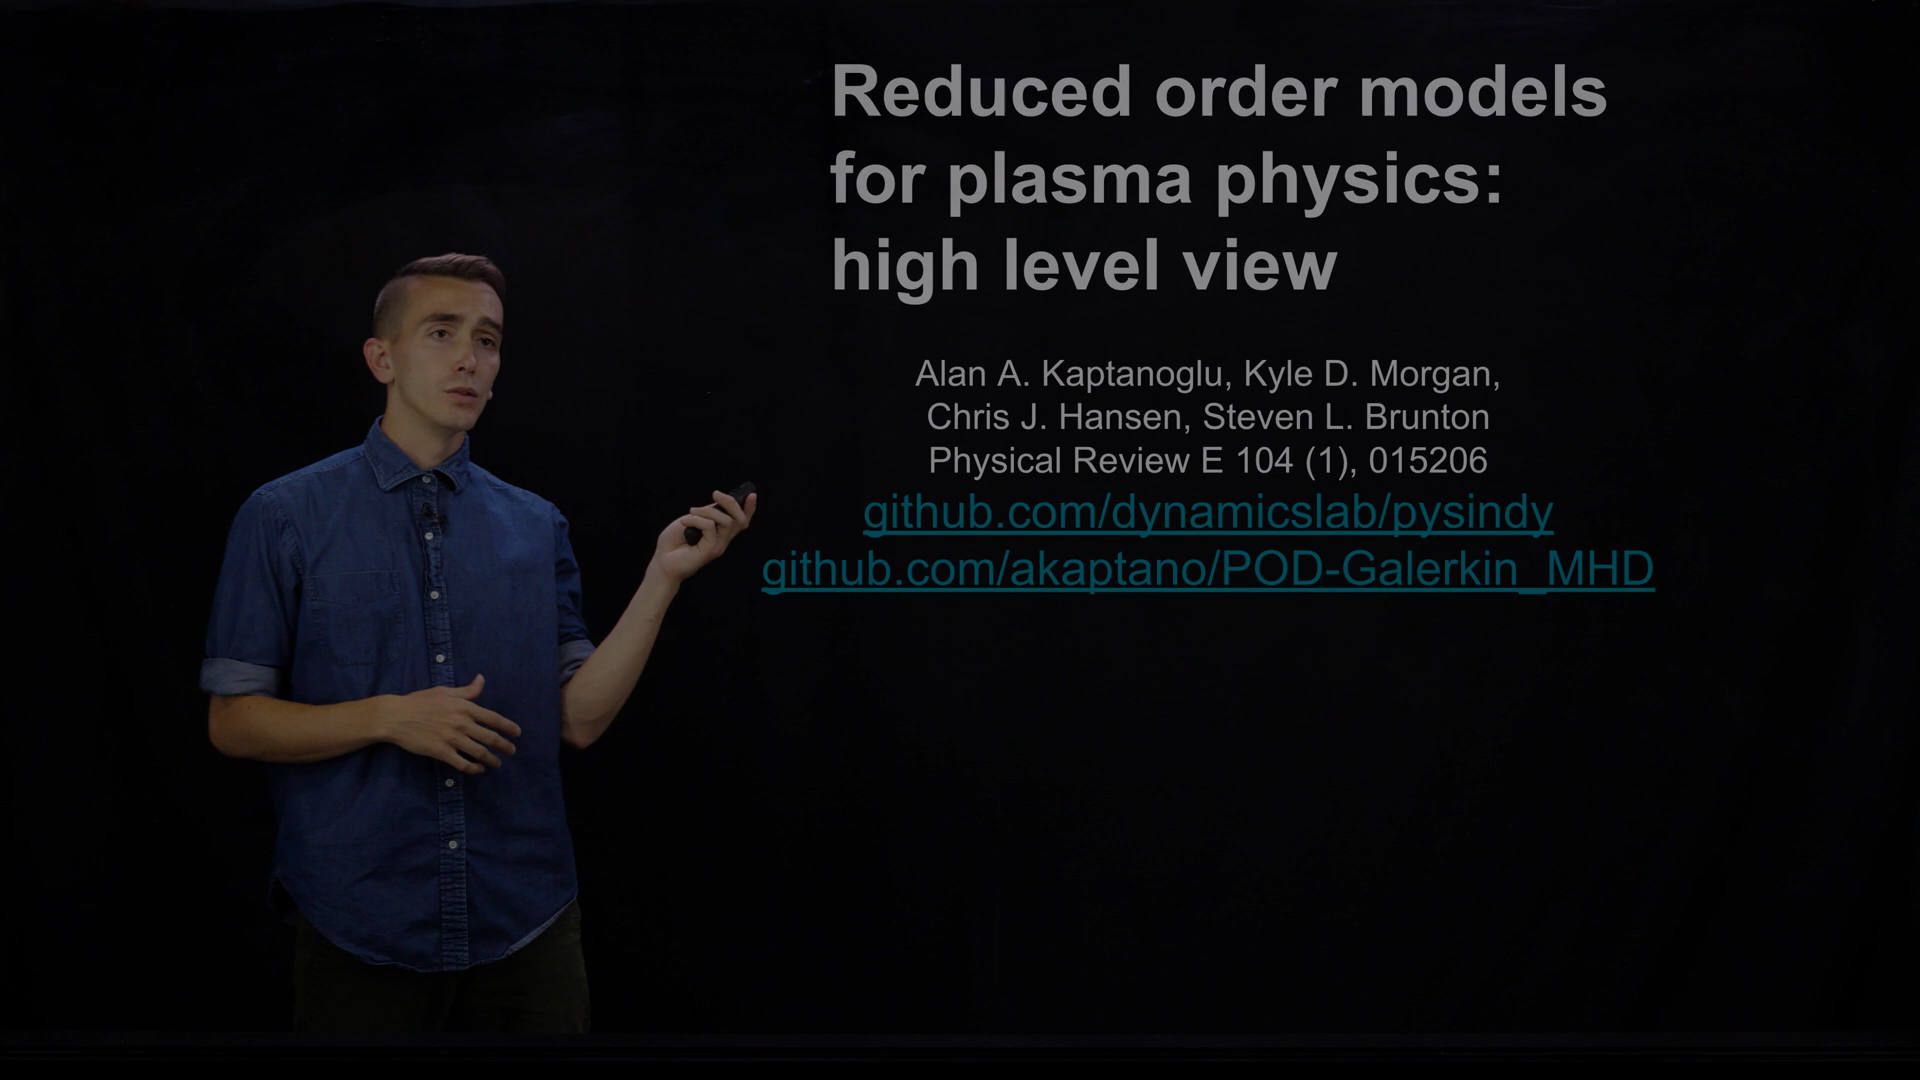 Reduced order models
for plasma physics:
high level view
Alan A. Kaptanoglu, Kyle D. Morgan,
Chris J. Hansen, Steven L. Brunton
Physical Review E 104 (1), 015206
github.com/dynamicslab/pysindy
github.com/akaptano/POD-Galerkin_MHD